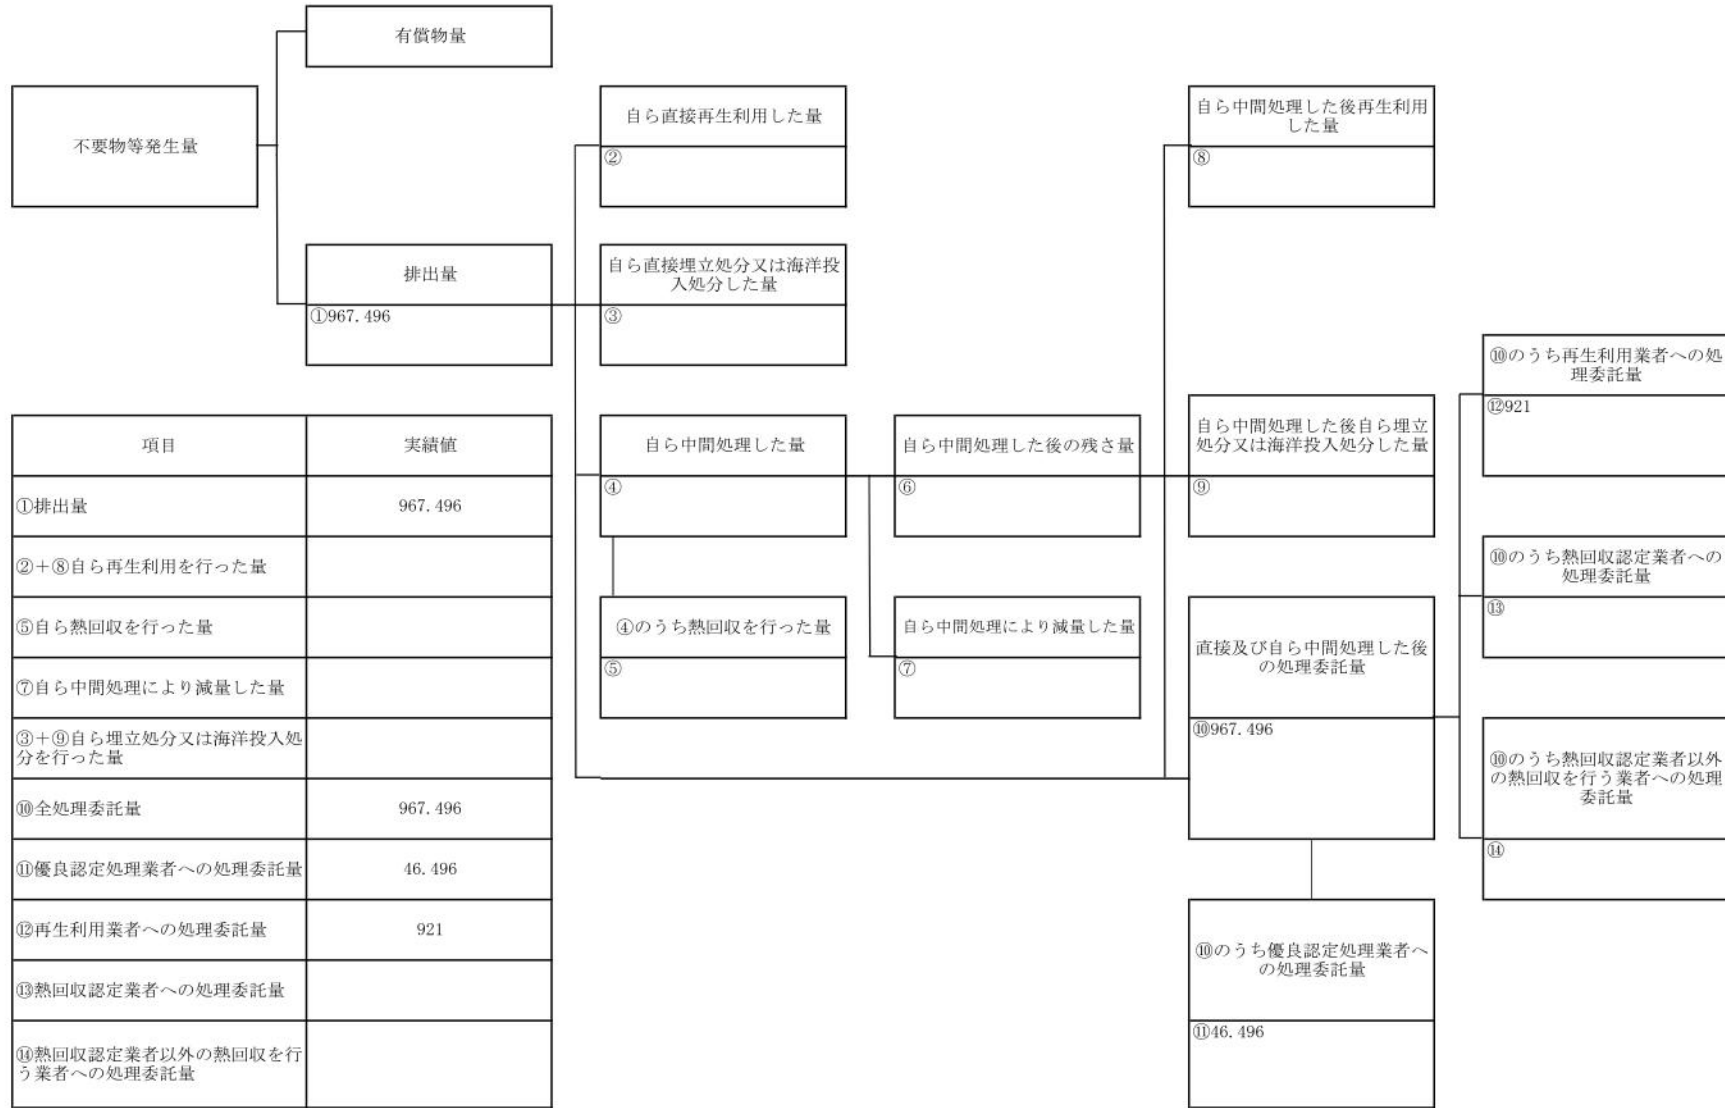 有償物量
不要物等発生量
排出量
①967.496
自ら直接再生利用した量
②
自ら直接埋立処分又は海洋投
入処分した量
③
自ら中間処理した量
④
④のうち熱回収を行った量
⑤
自ら中間処理した後の残さ量
⑥
自ら中間処理により減量した量
⑦
自ら中間処理した後再生利用
した量
⑧
自ら中間処理した後自ら埋立
処分又は海洋投入処分した量
⑨
直接及び自ら中間処理した後
の処理委託量
⑩967.496
⑩のうち優良認定処理業者へ
の処理委託量
⑪46.496
⑩のうち再生利用業者への処
理委託量
⑫921
⑩のうち熱回収認定業者への
処理委託量
⑬
⑩のうち熱回収認定業者以外
の熱回収を行う業者への処理
委託量
⑭
項目 実績値
①排出量 967.496
②+⑧自ら再生利用を行った量
⑤自ら熱回収を行った量
⑦自ら中間処理により減量した量
③+⑨自ら埋立処分又は海洋投入処
分を行った量
⑩全処理委託量 967.496
⑪優良認定処理業者への処理委託量 46.496
⑫再生利用業者への処理委託量 921
⑬熱回収認定業者への処理委託量
⑭熱回収認定業者以外の熱回収を行
う業者への処理委託量